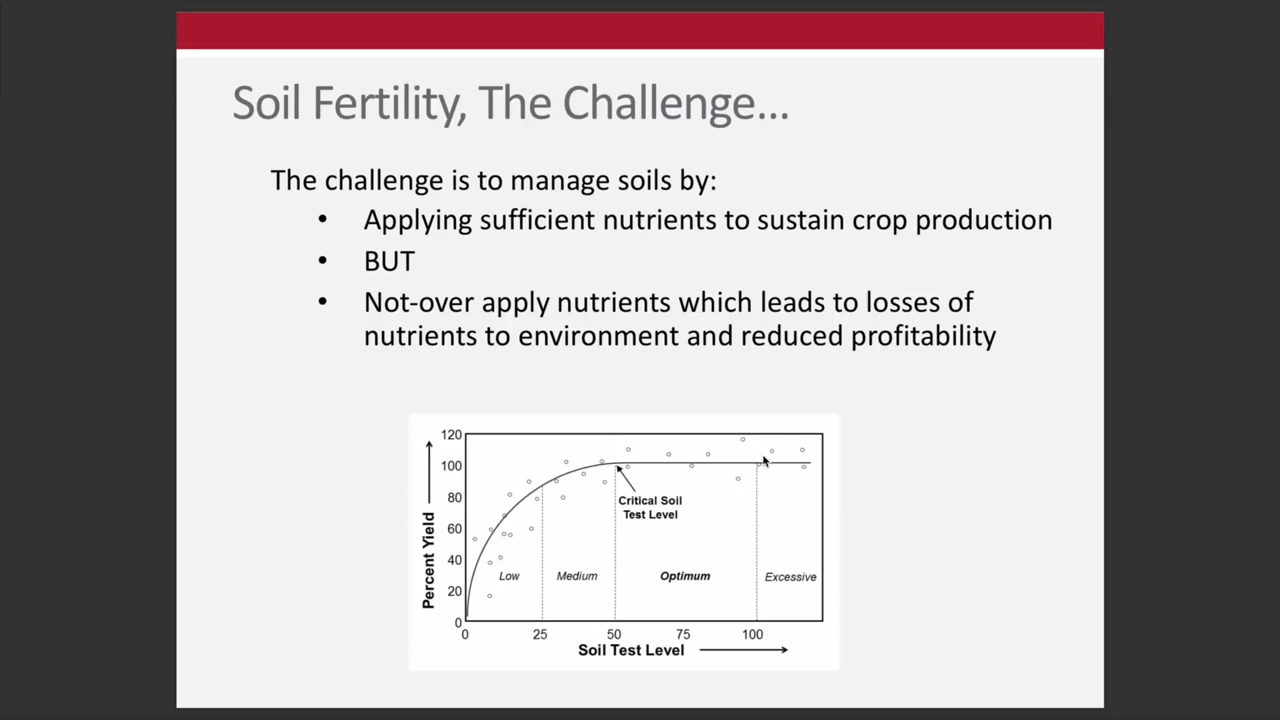 Soil Fertility, The Challenge...
The challenge is to manage soils by:
• Applying sufficient nutrients to sustain crop production
• BUT
• Not-over apply nutrients which leads to losses of
nutrients to environment and reduced profitability
120
100
80
60
40
20
0
Percent Yield
Critical Soil
Test Level
Low Medium Optimum Excessive
0 25 50 75 100
Soil Test Level